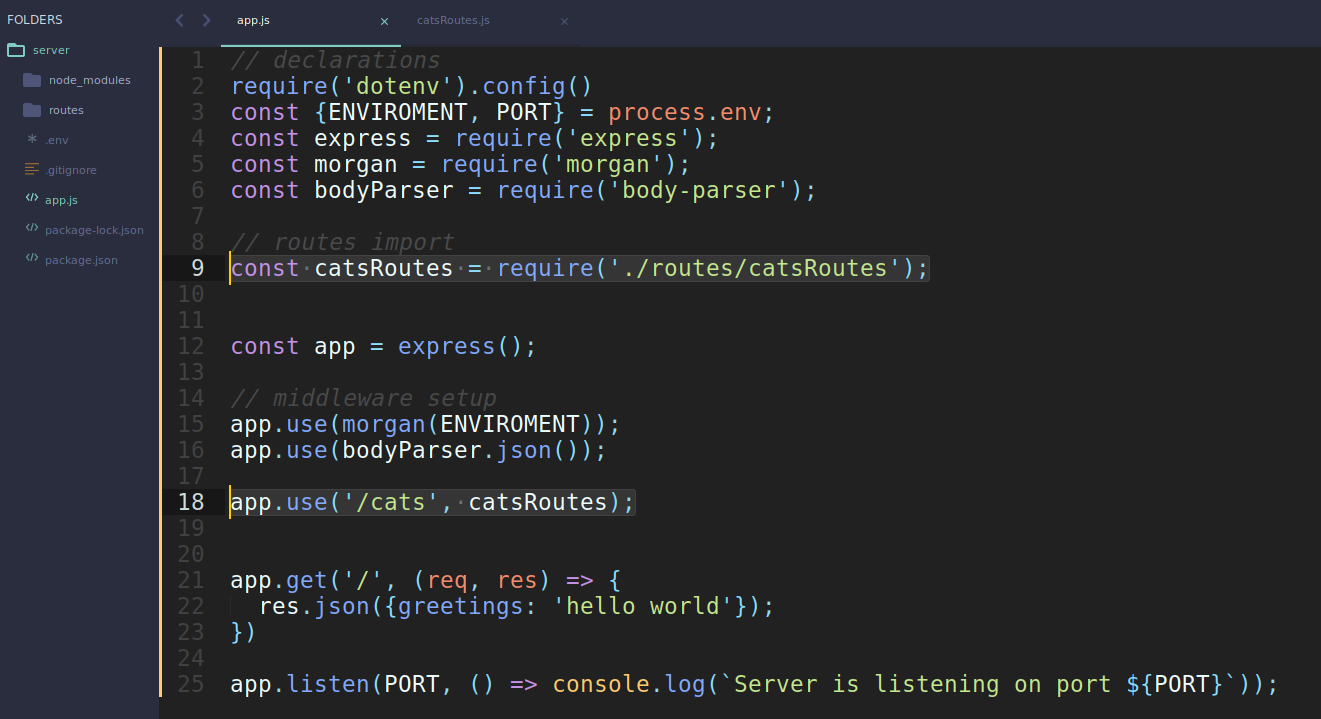 FOLDERS
server
node_modules
routes
.env
.gitignore
app.js
package-lock.json
package.json
app.js
catsRoutes.js
1 // declarations
2 require('dotenv').config()
3 const {ENVIROMENT, PORT} = process.env;
4 const express = require('express');
5 const morgan = require('morgan');
6 const bodyParser = require('body-parser');
7
8 // routes import
9 const catsRoutes = require('./routes/catsRoutes');
10
11
12 const app = express();
13
14 // middleware setup
15 app.use(morgan(ENVIROMENT));
16 app.use(bodyParser.json());
17
18 app.use('/cats', catsRoutes);
19
20
21 app.get('/', (req, res) => {
22   res.json({greetings: 'hello world'});
23 })
24
25 app.listen(PORT, () => console.log(`Server is listening on port ${PORT}`));